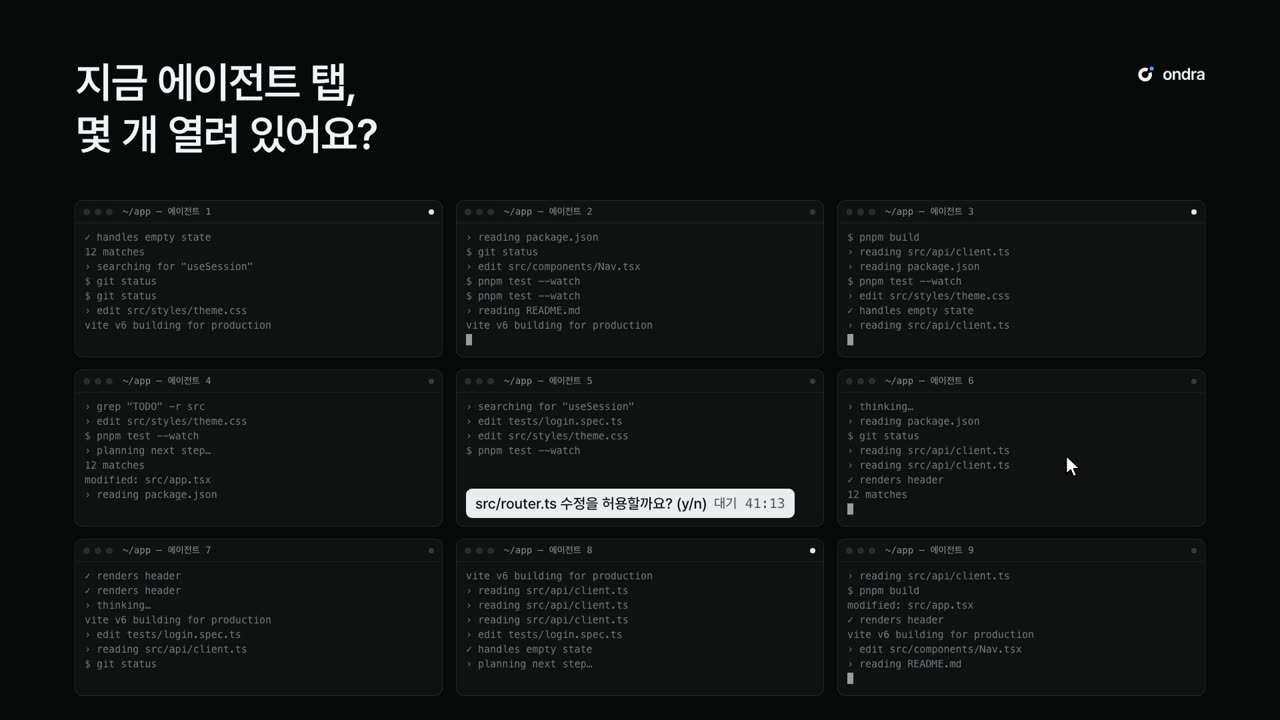 지금 에이전트 탭,
몇 개 열려 있어요?
ondra
~/app — 에이전트 1
✓ handles empty state
12 matches
› searching for "useSession"
$ git status
$ git status
› edit src/styles/theme.css
vite v6 building for production
~/app — 에이전트 2
› reading package.json
$ git status
› edit src/components/Nav.tsx
$ pnpm test --watch
$ pnpm test --watch
› reading README.md
vite v6 building for production
~/app — 에이전트 3
$ pnpm build
› reading src/api/client.ts
› reading package.json
$ pnpm test --watch
› edit src/styles/theme.css
✓ handles empty state
› reading src/api/client.ts
~/app — 에이전트 4
› grep "TODO" -r src
› edit src/styles/theme.css
$ pnpm test --watch
› planning next step…
12 matches
modified: src/app.tsx
› reading package.json
~/app — 에이전트 5
› searching for "useSession"
› edit tests/login.spec.ts
› edit src/styles/theme.css
$ pnpm test --watch
src/router.ts 수정을 허용할까요? (y/n) 대기 41:13
~/app — 에이전트 6
› thinking…
› reading package.json
$ git status
› reading src/api/client.ts
› reading src/api/client.ts
✓ renders header
12 matches
~/app — 에이전트 7
✓ renders header
✓ renders header
› thinking…
vite v6 building for production
› edit tests/login.spec.ts
› reading src/api/client.ts
$ git status
~/app — 에이전트 8
vite v6 building for production
› reading src/api/client.ts
› reading src/api/client.ts
› reading src/api/client.ts
› edit tests/login.spec.ts
✓ handles empty state
› planning next step…
~/app — 에이전트 9
› reading src/api/client.ts
$ pnpm build
modified: src/app.tsx
✓ renders header
vite v6 building for production
› edit src/components/Nav.tsx
› reading README.md